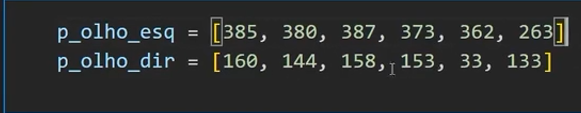 p_olho_esq = [385, 380, 387, 373, 362, 263]
p_olho_dir = [160, 144, 158, 153, 33, 133]